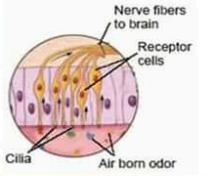 Nerve fibers
to brain
Receptor
cells
Cilia
Air born odor